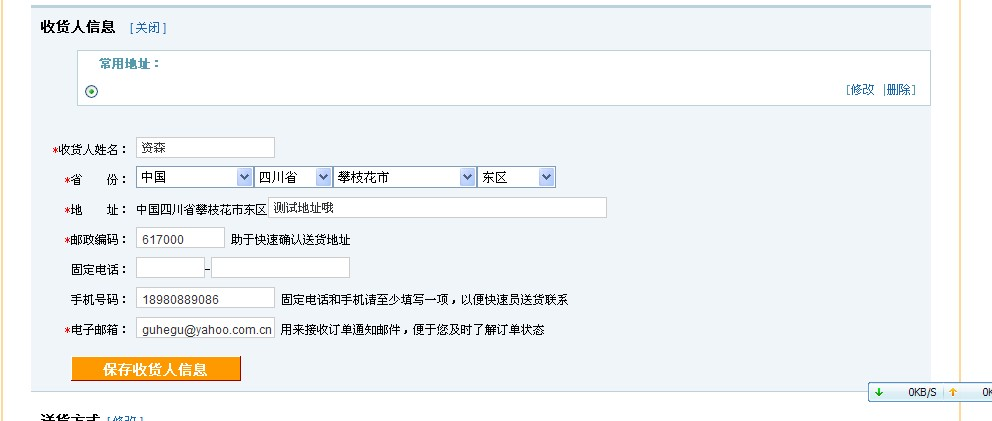 收货人信息 [关闭]
常用地址：
[修改 |删除]
*收货人姓名： 资森
*省 份： 中国 四川省 攀枝花市 东区
*地 址： 中国四川省攀枝花市东区 测试地址哦
*邮政编码： 617000 助于快速确认送货地址
固定电话： -
手机号码： 18980889086 固定电话和手机请至少填写一项，以便快速员送货联系
*电子邮箱： guhegu@yahoo.com.cn 用来接收订单通知邮件，便于您及时了解订单状态
保存收货人信息
0KB/S 0K
送货方式 [修改]